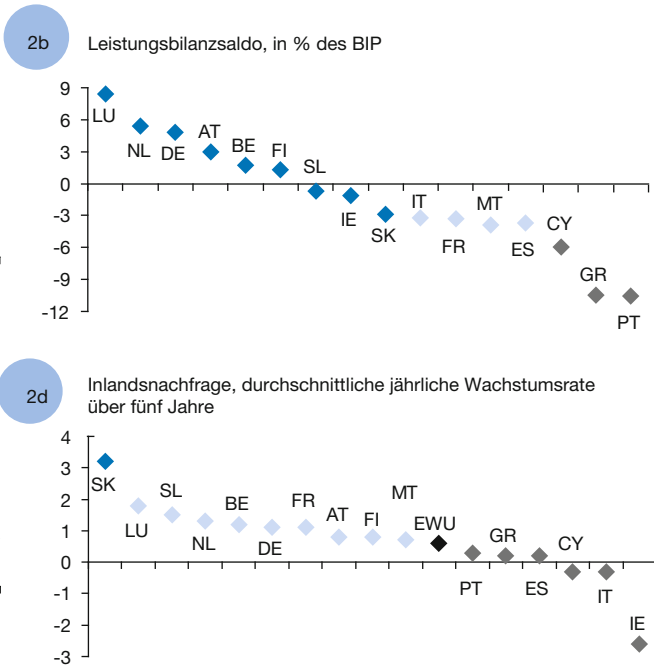 2b
Leistungsbilanzsaldo, in % des BIP
9
6
3
0
-3
-6
-9
-12
LU
NL
DE
AT
BE
FI
SL
IE
SK
IT
FR
MT
ES
CY
GR
PT
2d
Inlandsnachfrage, durchschnittliche jährliche Wachstumsrate
über fünf Jahre
4
3
2
1
0
-1
-2
-3
SK
LU
SL
NL
BE
DE
FR
AT
FI
MT
EWU
PT
GR
ES
CY
IT
IE